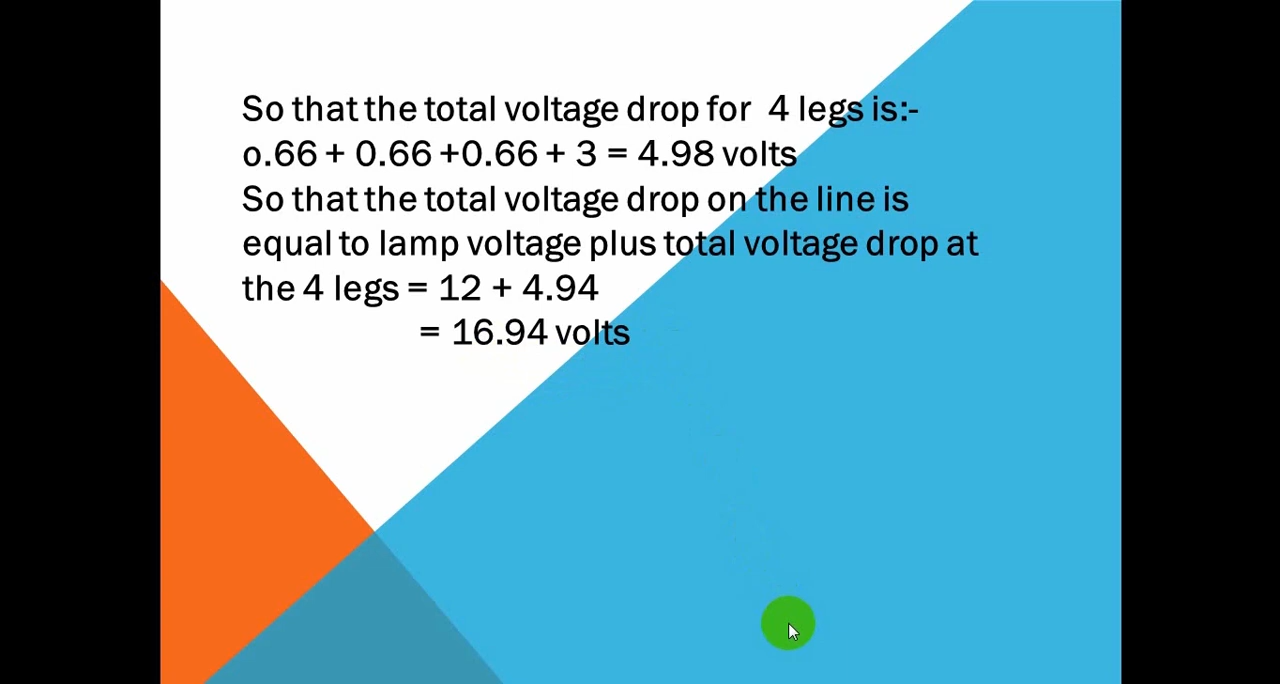 So that the total voltage drop for 4 legs is:-
o.66 + 0.66 +0.66 + 3 = 4.98 volts
So that the total voltage drop on the line is
equal to lamp voltage plus total voltage drop at
the 4 legs = 12 + 4.94
= 16.94 volts